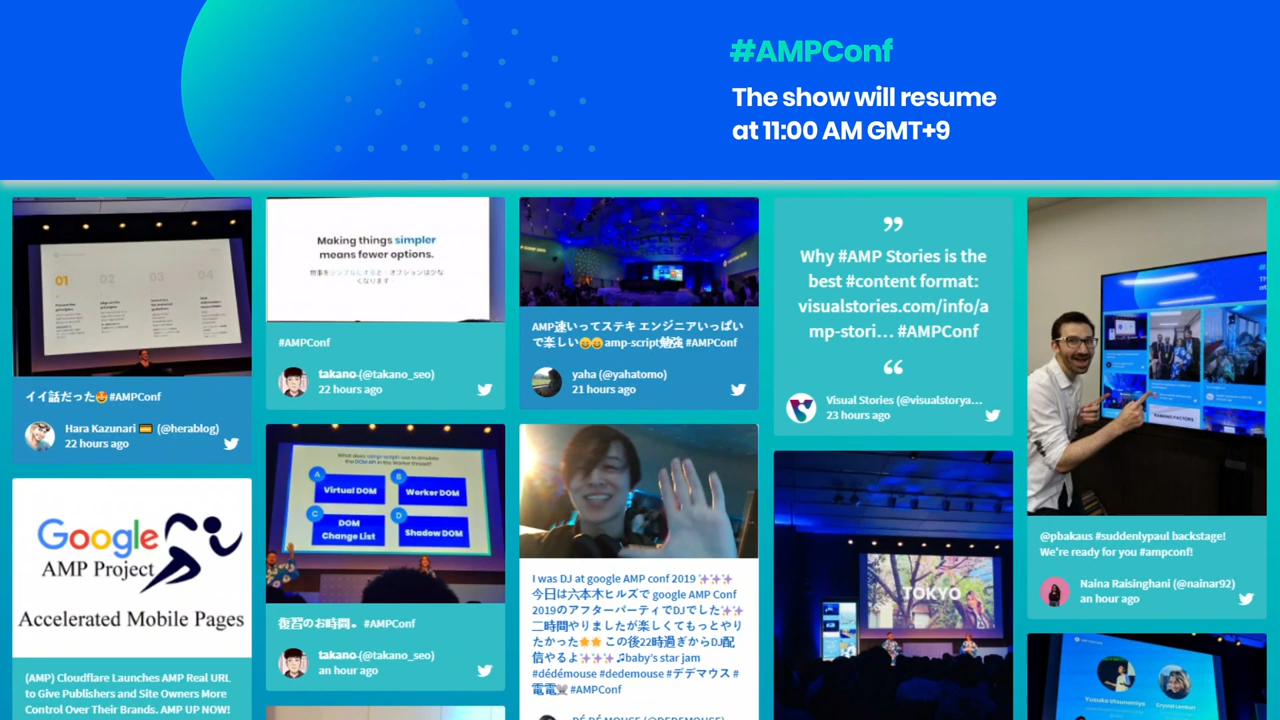 #AMPConf
The show will resume
at 11:00 AM GMT+9
01 02 03 04
イイ話だった🤩#AMPConf
Hara Kazunari 💳 (@herablog)
22 hours ago
Google
AMP Project
Accelerated Mobile Pages
(AMP) Cloudflare Launches AMP Real URL
to Give Publishers and Site Owners More
Control Over Their Brands. AMP UP NOW!
Making things simpler
means fewer options.
物事をシンプルにすると、オプションは少な
くなります。
#AMPConf
takano (@takano_seo)
22 hours ago
What does <amp-script> use to emulate
the DOM API in the Worker thread?
A
Virtual DOM
B
Worker DOM
C
DOM
Change List
D
Shadow DOM
復習のお時間。 #AMPConf
takano (@takano_seo)
an hour ago
AMP速いってステキ エンジニアいっぱい
で楽しい😄😄amp-script勉強 #AMPConf
yaha (@yahatomo)
21 hours ago
I was DJ at google AMP conf 2019 ✨✨✨
今日は六本木ヒルズで google AMP Conf
2019のアフターパーティでDJでした✨✨
二時間やりましたが楽しくてもっとやり
たかった🌟🌟 この後22時過ぎからDJ配
信やるよ✨✨✨♫baby's star jam
#dédémouse #dedemouse #デデマウス #
電電🐭 #AMPConf
DÉ DÉ MOUSE (@DEDEMOUSE)
”
Why #AMP Stories is the
best #content format:
visualstories.com/info/a
mp-stori… #AMPConf
“
Visual Stories (@visualstorya…
23 hours ago
TOKYO
RANKING FACTORS
@pbakaus #suddenlypaul backstage!
We're ready for you #ampconf!
Naina Raisinghani (@nainar92)
an hour ago
Yusuke Utsunomiya
Crystal Lambert